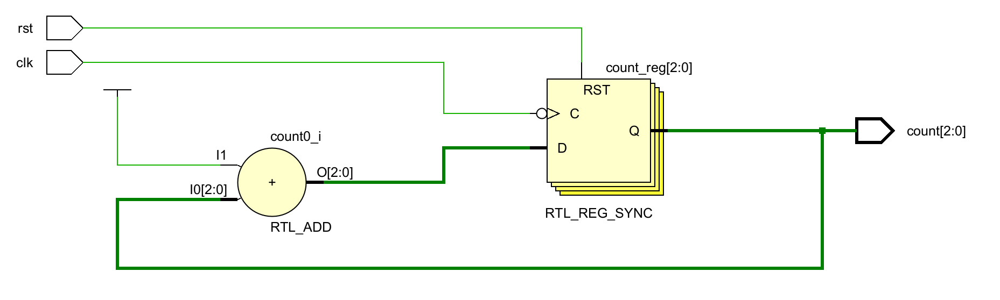 rst
clk
count_reg[2:0]
RST
C
Q
D
RTL_REG_SYNC
count[2:0]
count0_i
I1
I0[2:0]
+
O[2:0]
RTL_ADD